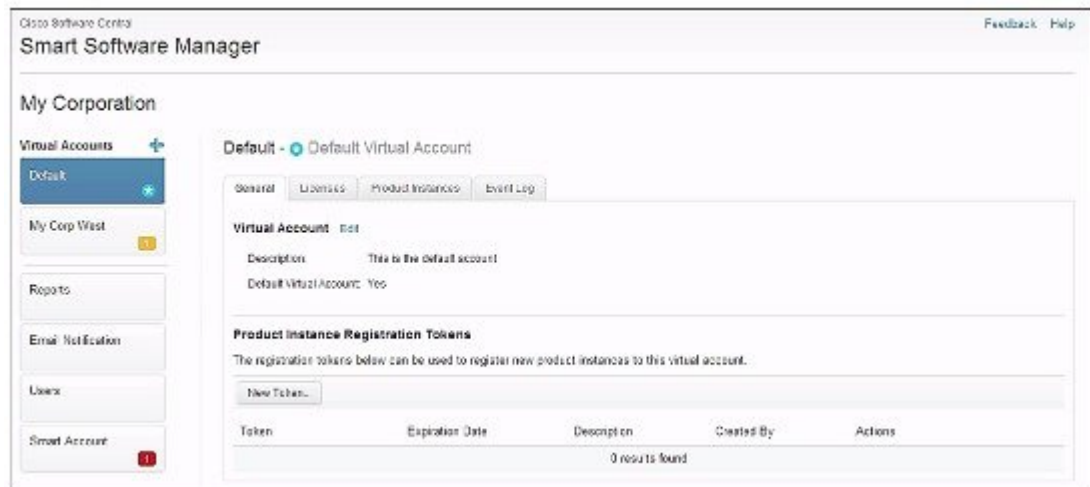 Cisco Software Central
Feedback Help
Smart Software Manager
My Corporation
Virtual Accounts
Default
My Corp West
1
Reports
Email Notification
Users
Smart Account
1
Default - Default Virtual Account
General Licenses Product Instances Event Log
Virtual Account Edit
Description: This is the default account
Default Virtual Account: Yes
Product Instance Registration Tokens
The registration tokens below can be used to register new product instances to this virtual account.
New Token...
Token Expiration Date Description Created By Actions
0 results found